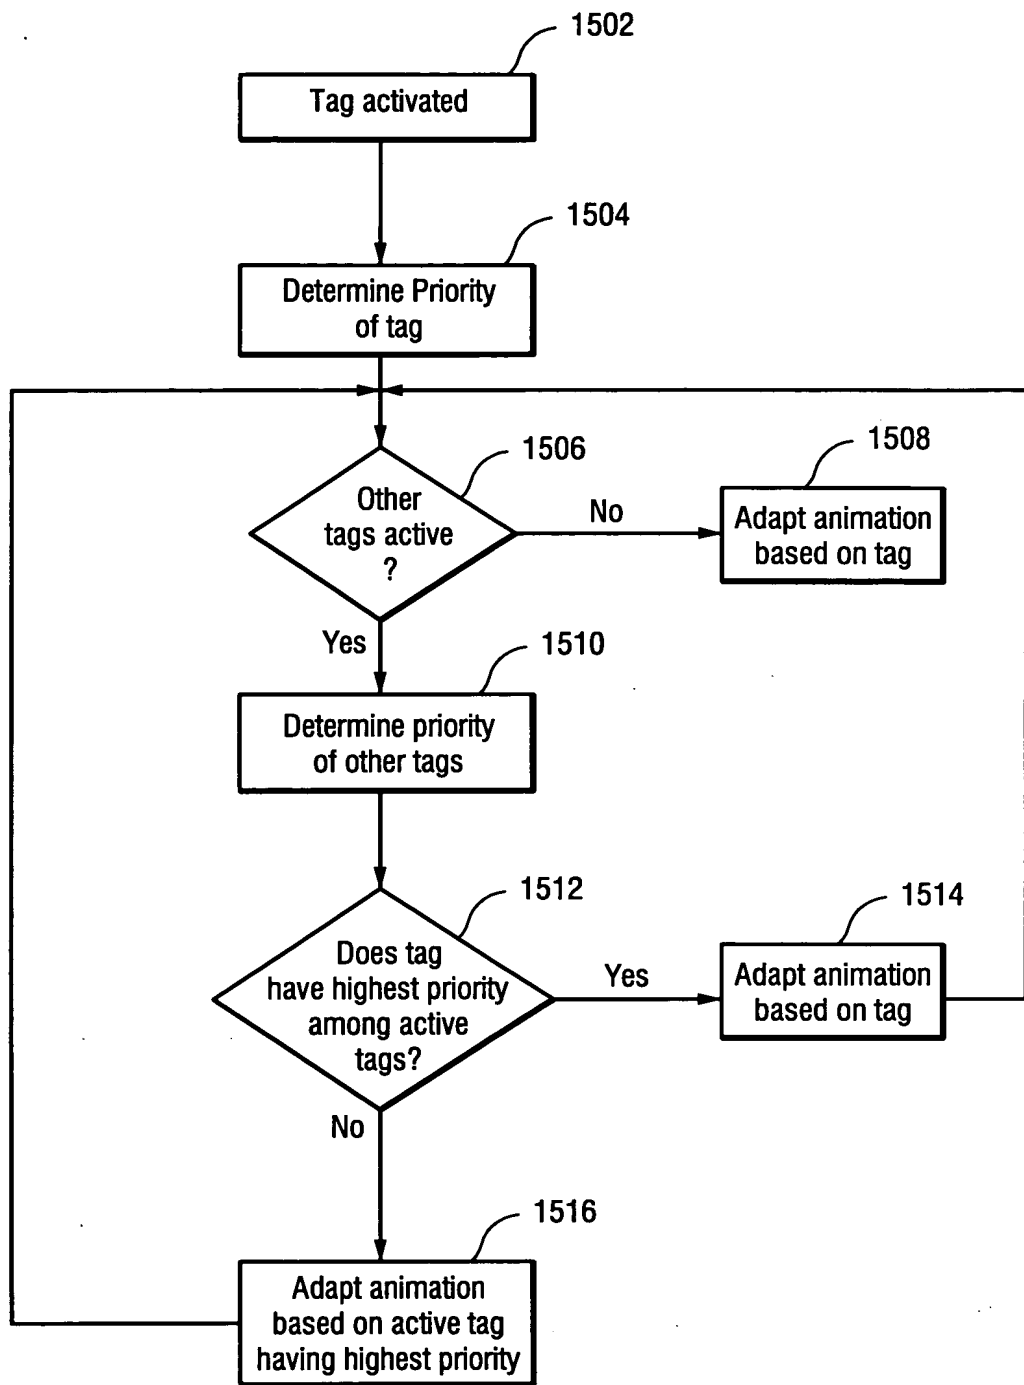 1502
Tag activated
1504
Determine Priority
of tag
1506
Other
tags active
?
No
1508
Adapt animation
based on tag
Yes
1510
Determine priority
of other tags
1512
Does tag
have highest priority
among active
tags?
Yes
1514
Adapt animation
based on tag
No
1516
Adapt animation
based on active tag
having highest priority